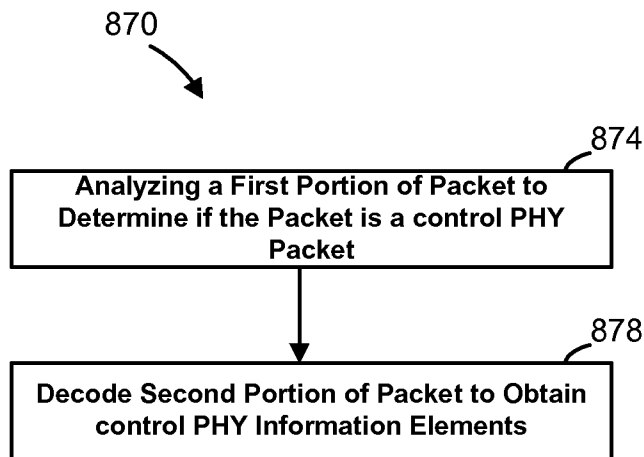 870
874
Analyzing a First Portion of Packet to
Determine if the Packet is a control PHY
Packet
878
Decode Second Portion of Packet to Obtain
control PHY Information Elements